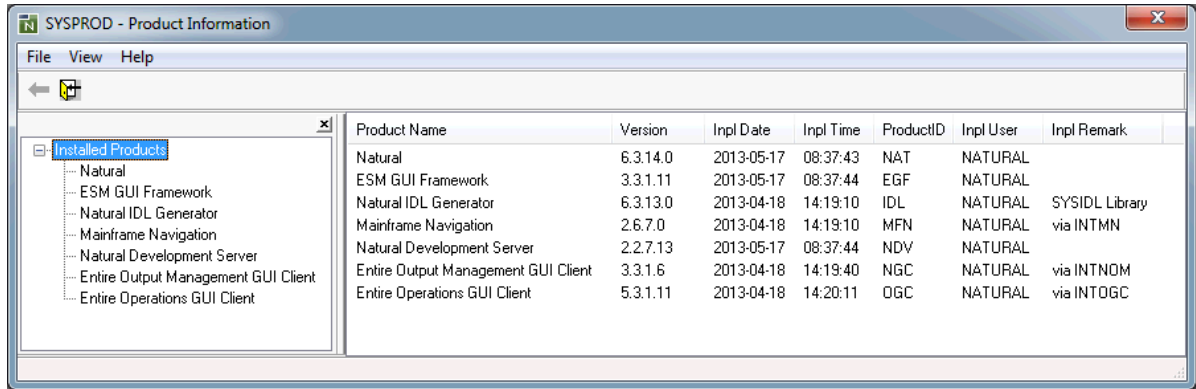 SYSPROD - Product Information
File View Help
Installed Products
Natural
ESM GUI Framework
Natural IDL Generator
Mainframe Navigation
Natural Development Server
Entire Output Management GUI Client
Entire Operations GUI Client
Product Name Version Inpl Date Inpl Time ProductID Inpl User Inpl Remark
Natural 6.3.14.0 2013-05-17 08:37:43 NAT NATURAL
ESM GUI Framework 3.3.1.11 2013-05-17 08:37:44 EGF NATURAL
Natural IDL Generator 6.3.13.0 2013-04-18 14:19:10 IDL NATURAL SYSIDL Library
Mainframe Navigation 2.6.7.0 2013-04-18 14:19:10 MFN NATURAL via INTMN
Natural Development Server 2.2.7.13 2013-05-17 08:37:44 NDV NATURAL
Entire Output Management GUI Client 3.3.1.6 2013-04-18 14:19:40 NGC NATURAL via INTNOM
Entire Operations GUI Client 5.3.1.11 2013-04-18 14:20:11 OGC NATURAL via INTOGC